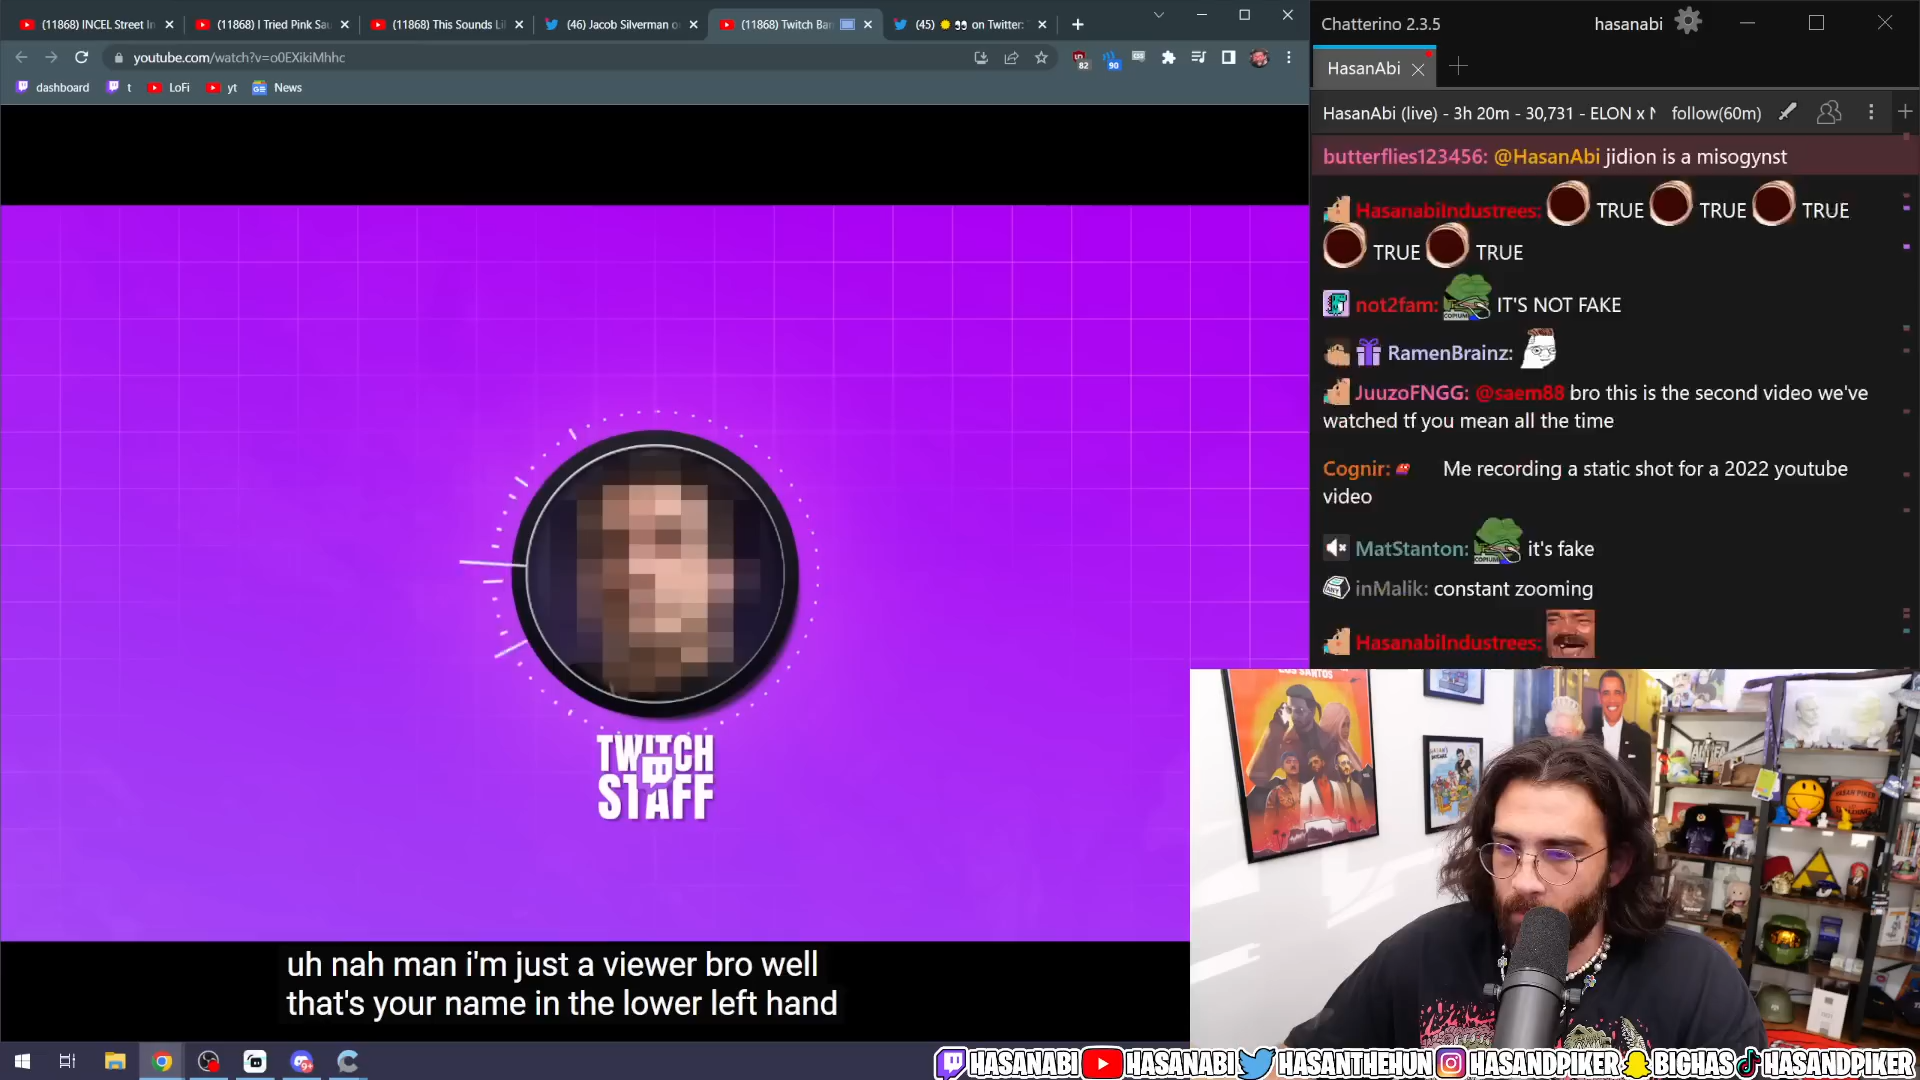 (11868) INCEL Street In
(11868) I Tried Pink Sau
(11868) This Sounds Li
(46) Jacob Silverman o
(11868) Twitch Ban
(45) 👀 on Twitter:
youtube.com/watch?v=o0EXikiMhhc
82
90
dashboard
t
LoFi
yt
News
Chatterino 2.3.5
hasanabi
HasanAbi
HasanAbi (live) - 3h 20m - 30,731 - ELON x
follow(60m)
butterflies123456: @HasanAbi jidion is a misogynst
HasanabiIndustrees: TRUE TRUE TRUE
TRUE TRUE
not2fam: IT'S NOT FAKE
RamenBrainz:
JuuzoFNGG: @saem88 bro this is the second video we've
watched tf you mean all the time
Cognir: Me recording a static shot for a 2022 youtube
video
MatStanton: it's fake
inMalik: constant zooming
HasanabiIndustrees:
TWITCH
STAFF
uh nah man i'm just a viewer bro well
that's your name in the lower left hand
HASANABI
HASANABI
HASANTHEHUN
HASANDPIKER
BIGHAS
HASANDPIKER